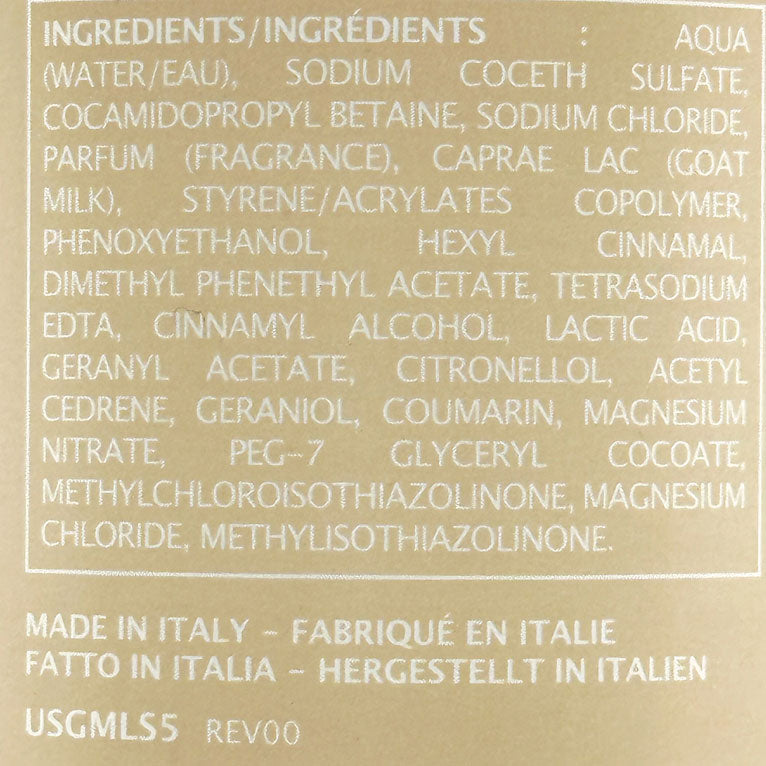 INGREDIENTS/INGRÉDIENTS : AQUA
(WATER/EAU), SODIUM COCETH SULFATE,
COCAMIDOPROPYL BETAINE, SODIUM CHLORIDE,
PARFUM (FRAGRANCE), CAPRAE LAC (GOAT
MILK), STYRENE/ACRYLATES COPOLYMER,
PHENOXYETHANOL, HEXYL CINNAMAL,
DIMETHYL PHENETHYL ACETATE, TETRASODIUM
EDTA, CINNAMYL ALCOHOL, LACTIC ACID,
GERANYL ACETATE, CITRONELLOL, ACETYL
CEDRENE, GERANIOL, COUMARIN, MAGNESIUM
NITRATE, PEG-7 GLYCERYL COCOATE,
METHYLCHLOROISOTHIAZOLINONE, MAGNESIUM
CHLORIDE, METHYLISOTHIAZOLINONE.
MADE IN ITALY - FABRIQUÉ EN ITALIE
FATTO IN ITALIA - HERGESTELLT IN ITALIEN
USGMLS5 REV00